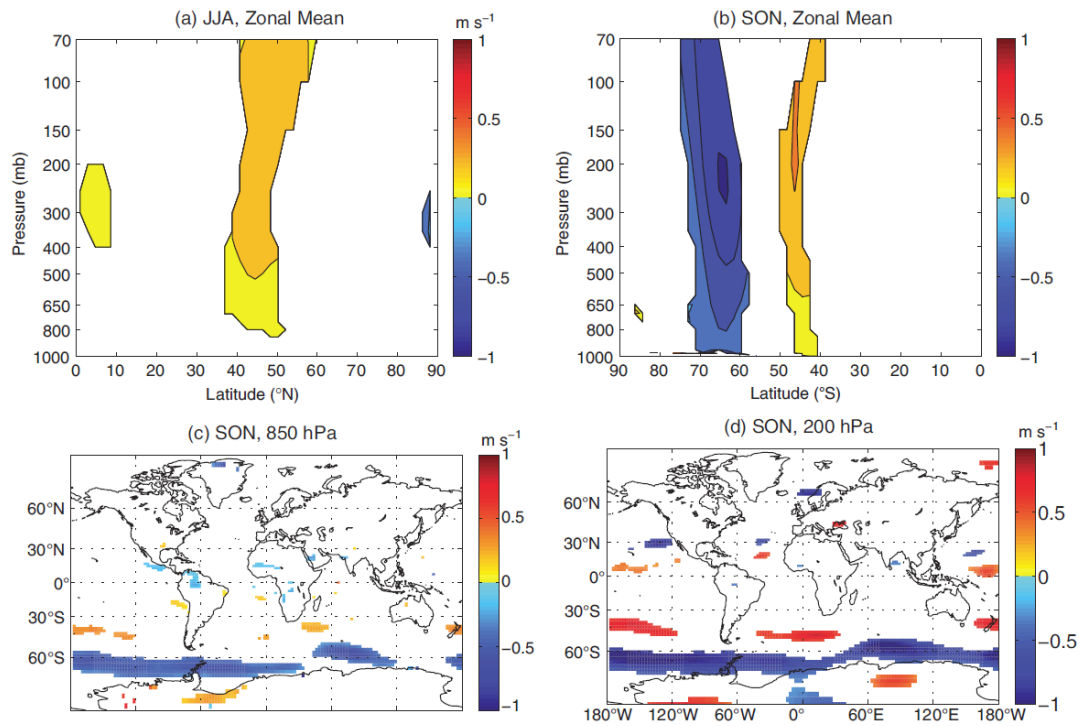 (a) JJA, Zonal Mean
m s⁻¹
70
100
150
200
300
400
500
650
800
1000
Pressure (mb)
0 10 20 30 40 50 60 70 80 90
Latitude (°N)
1
0.5
0
−0.5
−1
(b) SON, Zonal Mean
m s⁻¹
70
100
150
200
300
400
500
650
800
1000
Pressure (mb)
90 80 70 60 50 40 30 20 10 0
Latitude (°S)
1
0.5
0
−0.5
−1
(c) SON, 850 hPa
m s⁻¹
60°N
30°N
0°
30°S
60°S
1
0.5
0
−0.5
−1
(d) SON, 200 hPa
m s⁻¹
60°N
30°N
0°
30°S
60°S
180°W 120°W 60°W 0° 60°E 120°E 180°W
1
0.5
0
−0.5
−1